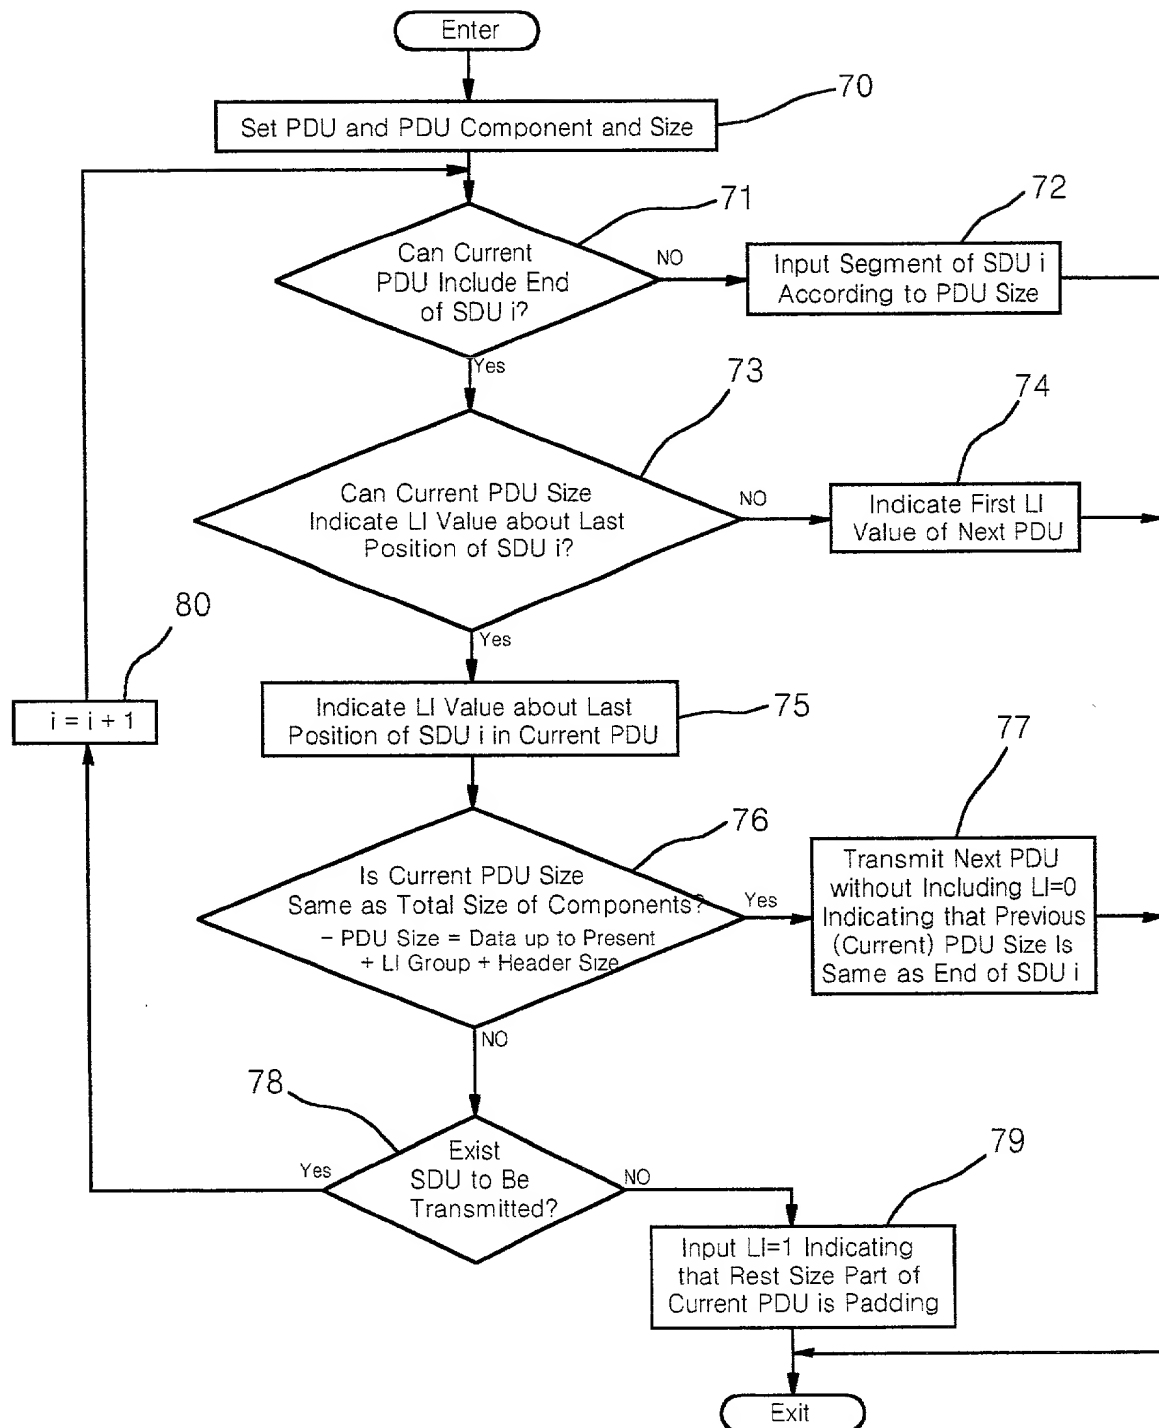 Enter
70
Set PDU and PDU Component and Size
71
72
Can Current
PDU Include End
of SDU i?
NO
Input Segment of SDU i
According to PDU Size
Yes
73
74
Can Current PDU Size
Indicate LI Value about Last
Position of SDU i?
NO
Indicate First LI
Value of Next PDU
80
Yes
i = i + 1
Indicate LI Value about Last
Position of SDU i in Current PDU
75
77
76
Is Current PDU Size
Same as Total Size of Components?
– PDU Size = Data up to Present
+ LI Group + Header Size
Yes
Transmit Next PDU
without Including LI=0
Indicating that Previous
(Current) PDU Size Is
Same as End of SDU i
NO
78
Exist
SDU to Be
Transmitted?
Yes
NO
79
Input LI=1 Indicating
that Rest Size Part of
Current PDU is Padding
Exit